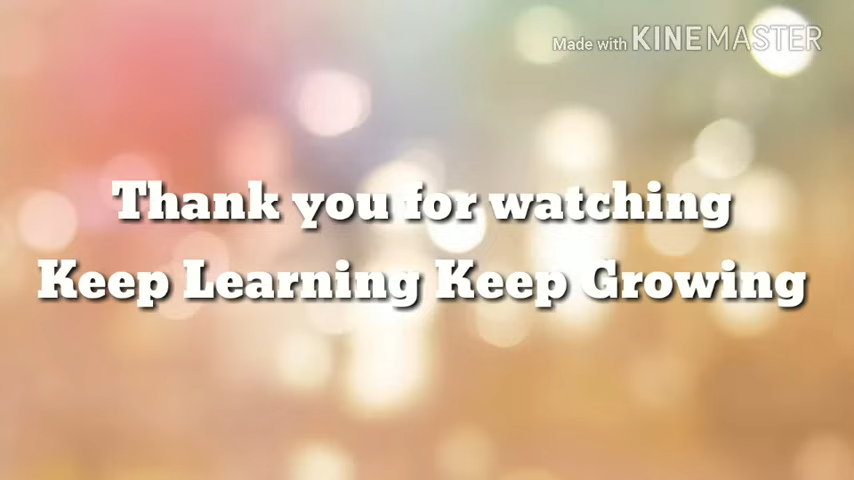 Made with KINEMASTER
Thank you for watching
Keep Learning Keep Growing